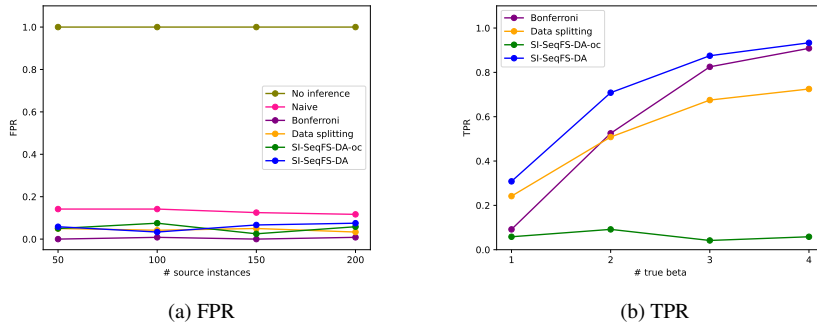 1.0
0.8
0.6
0.4
0.2
0.0
FPR
No inference
Naive
Bonferroni
Data splitting
SI-SeqFS-DA-oc
SI-SeqFS-DA
50
100
150
200
# source instances
(a) FPR
1.0
0.8
0.6
0.4
0.2
0.0
TPR
Bonferroni
Data splitting
SI-SeqFS-DA-oc
SI-SeqFS-DA
1
2
3
4
# true beta
(b) TPR